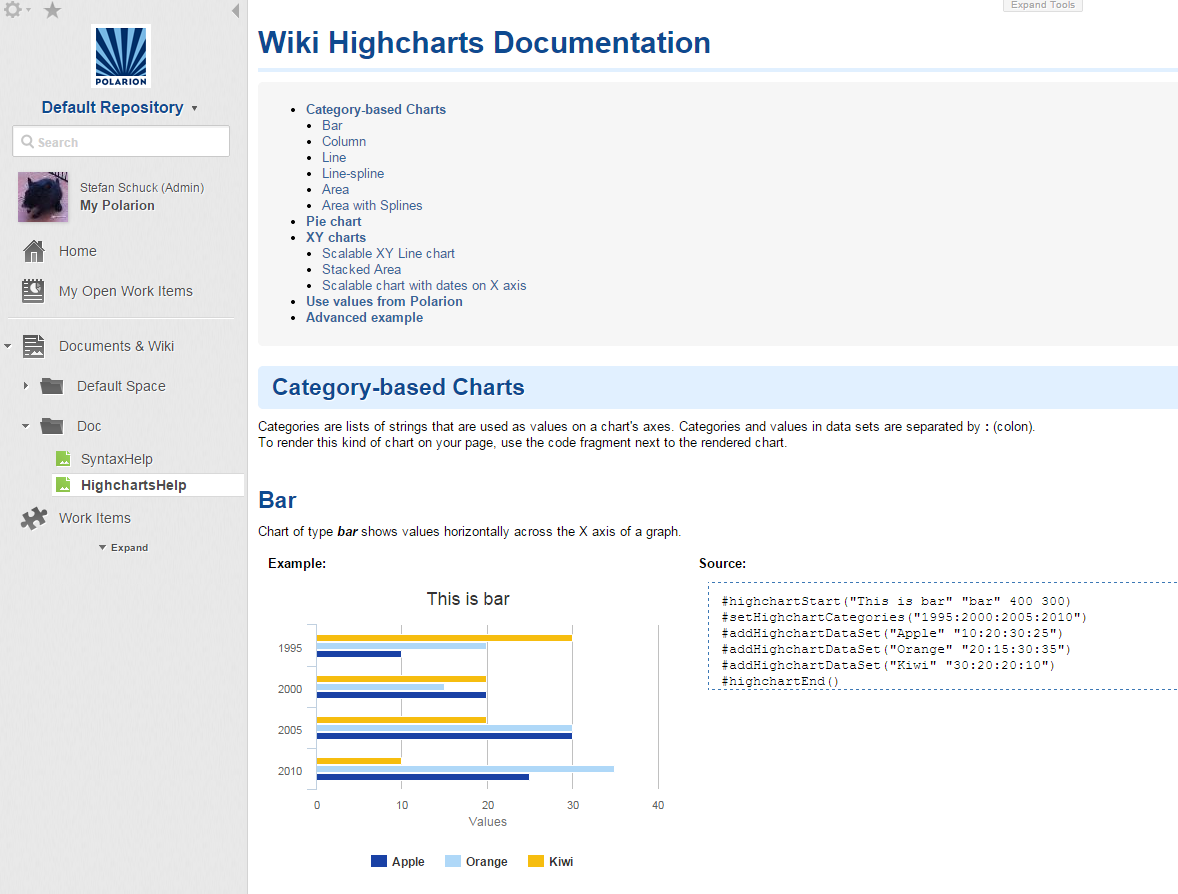 Expand Tools
POLARION
Default Repository
Search
Stefan Schuck (Admin)
My Polarion
Home
My Open Work Items
Documents & Wiki
Default Space
Doc
SyntaxHelp
HighchartsHelp
Work Items
Expand
Wiki Highcharts Documentation
Category-based Charts
Bar
Column
Line
Line-spline
Area
Area with Splines
Pie chart
XY charts
Scalable XY Line chart
Stacked Area
Scalable chart with dates on X axis
Use values from Polarion
Advanced example
Category-based Charts
Categories are lists of strings that are used as values on a chart's axes. Categories and values in data sets are separated by : (colon).
To render this kind of chart on your page, use the code fragment next to the rendered chart.
Bar
Chart of type bar shows values horizontally across the X axis of a graph.
Example:
This is bar
1995
2000
2005
2010
0 10 20 30 40
Values
Apple Orange Kiwi
Source:
#highchartStart("This is bar" "bar" 400 300)
#setHighchartCategories("1995:2000:2005:2010")
#addHighchartDataSet("Apple" "10:20:30:25")
#addHighchartDataSet("Orange" "20:15:30:35")
#addHighchartDataSet("Kiwi" "30:20:20:10")
#highchartEnd()